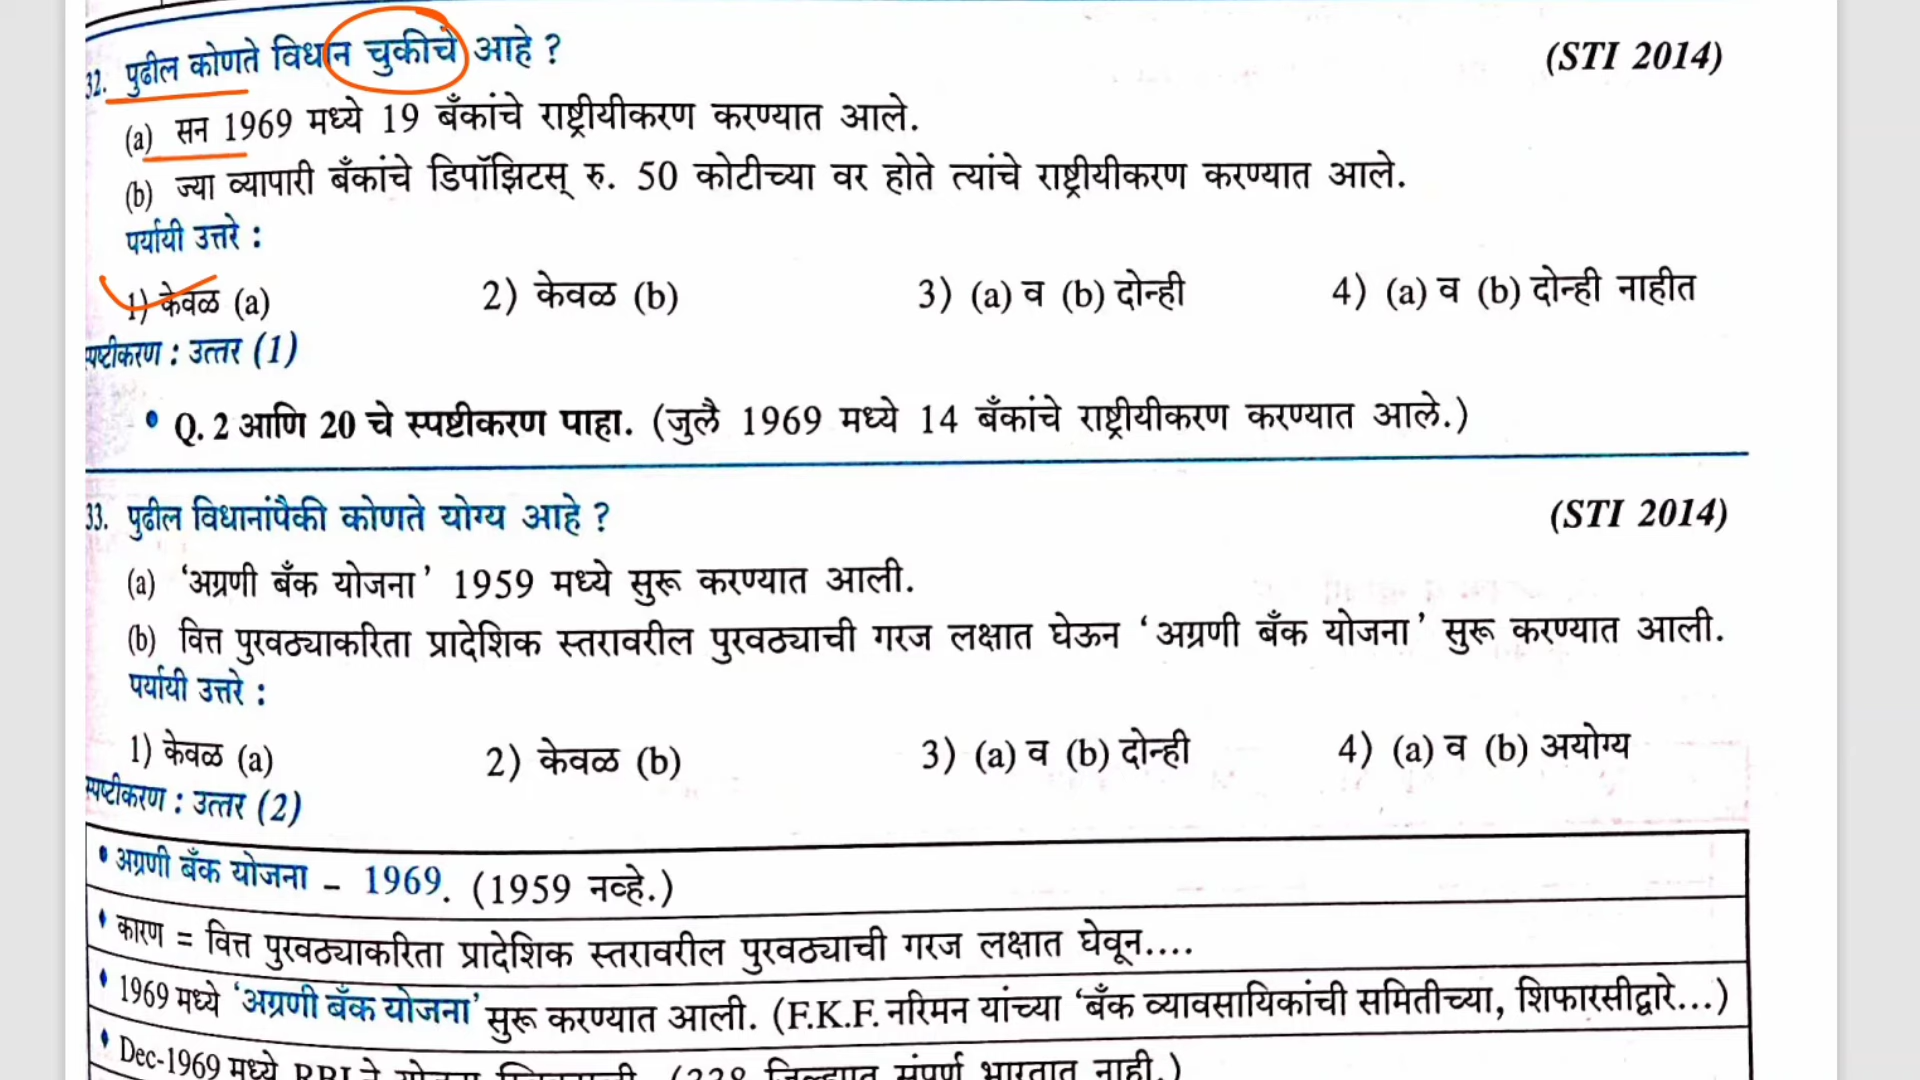 32. पुढील कोणते विधान चुकीचे आहे ? (STI 2014)
(a) सन 1969 मध्ये 19 बँकांचे राष्ट्रीयीकरण करण्यात आले.
(b) ज्या व्यापारी बँकांचे डिपॉझिटस् रु. 50 कोटीच्या वर होते त्यांचे राष्ट्रीयीकरण करण्यात आले.
पर्यायी उत्तरे :
1) केवळ (a) 2) केवळ (b) 3) (a) व (b) दोन्ही 4) (a) व (b) दोन्ही नाहीत
स्पष्टीकरण : उत्तर (1)
• Q. 2 आणि 20 चे स्पष्टीकरण पाहा. (जुलै 1969 मध्ये 14 बँकांचे राष्ट्रीयीकरण करण्यात आले.)
33. पुढील विधानांपैकी कोणते योग्य आहे ? (STI 2014)
(a) ‘अग्रणी बँक योजना’ 1959 मध्ये सुरू करण्यात आली.
(b) वित्त पुरवठ्याकरिता प्रादेशिक स्तरावरील पुरवठ्याची गरज लक्षात घेऊन ‘अग्रणी बँक योजना’ सुरू करण्यात आली.
पर्यायी उत्तरे :
1) केवळ (a) 2) केवळ (b) 3) (a) व (b) दोन्ही 4) (a) व (b) अयोग्य
स्पष्टीकरण : उत्तर (2)
• अग्रणी बँक योजना – 1969. (1959 नव्हे.)
♦ कारण = वित्त पुरवठ्याकरिता प्रादेशिक स्तरावरील पुरवठ्याची गरज लक्षात घेवून....
♦ 1969 मध्ये ‘अग्रणी बँक योजना’ सुरू करण्यात आली. (F.K.F. नरिमन यांच्या ‘बँक व्यावसायिकांची समितीच्या, शिफारसीद्वारे...)
♦ Dec-1969 मध्ये RBI ने योजना (338 जिल्ह्यात संपूर्ण भारतात नाही.)